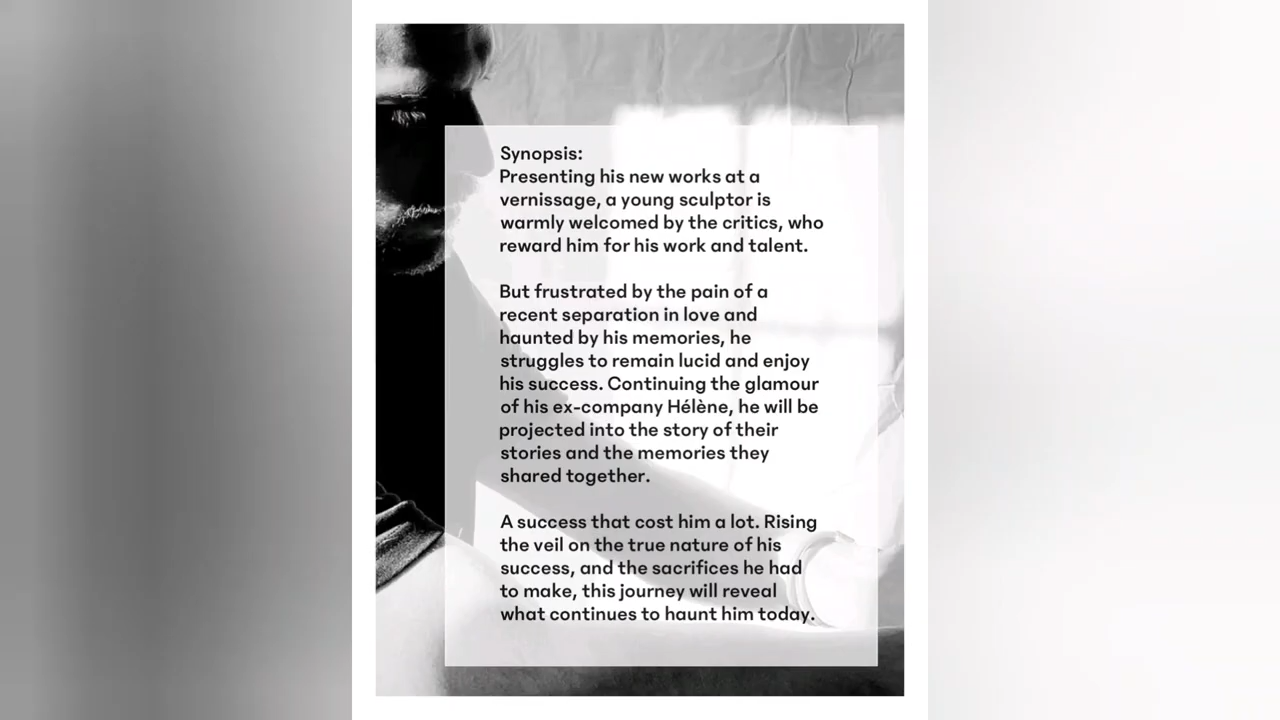 Synopsis:
Presenting his new works at a
vernissage, a young sculptor is
warmly welcomed by the critics, who
reward him for his work and talent.
But frustrated by the pain of a
recent separation in love and
haunted by his memories, he
struggles to remain lucid and enjoy
his success. Continuing the glamour
of his ex-company Hélène, he will be
projected into the story of their
stories and the memories they
shared together.
A success that cost him a lot. Rising
the veil on the true nature of his
success, and the sacrifices he had
to make, this journey will reveal
what continues to haunt him today.